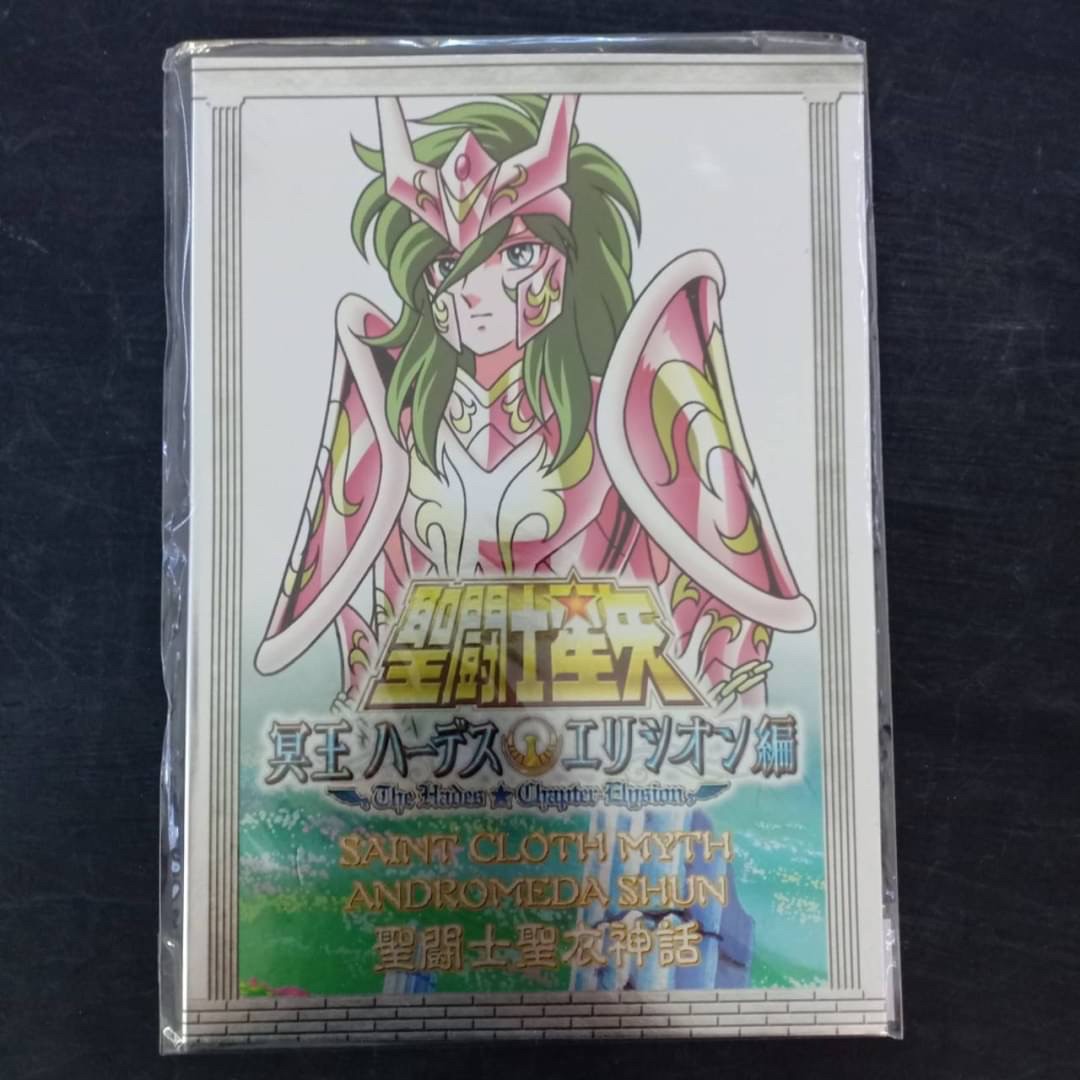 聖闘士星矢
冥王 ハーデス エリシオン編
The Hades ★ Chapter Elysion
SAINT CLOTH MYTH
ANDROMEDA SHUN
聖闘士聖衣神話